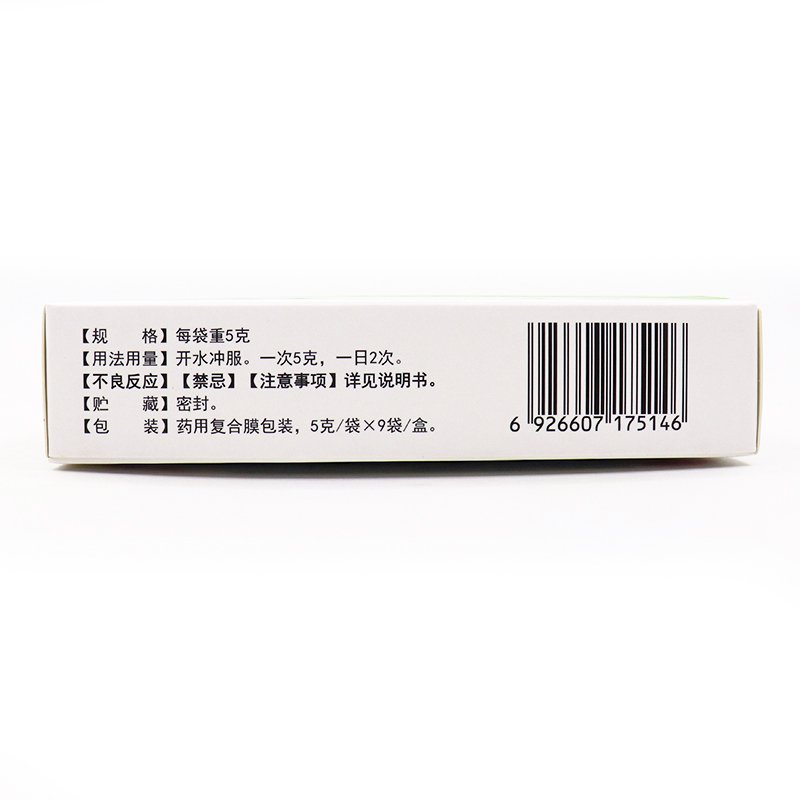 【规　格】每袋重5克
【用法用量】开水冲服。一次5克，一日2次。
【不良反应】【禁忌】【注意事项】详见说明书。
【贮　藏】密封。
【包　装】药用复合膜包装，5克/袋×9袋/盒。
6 926607 175146